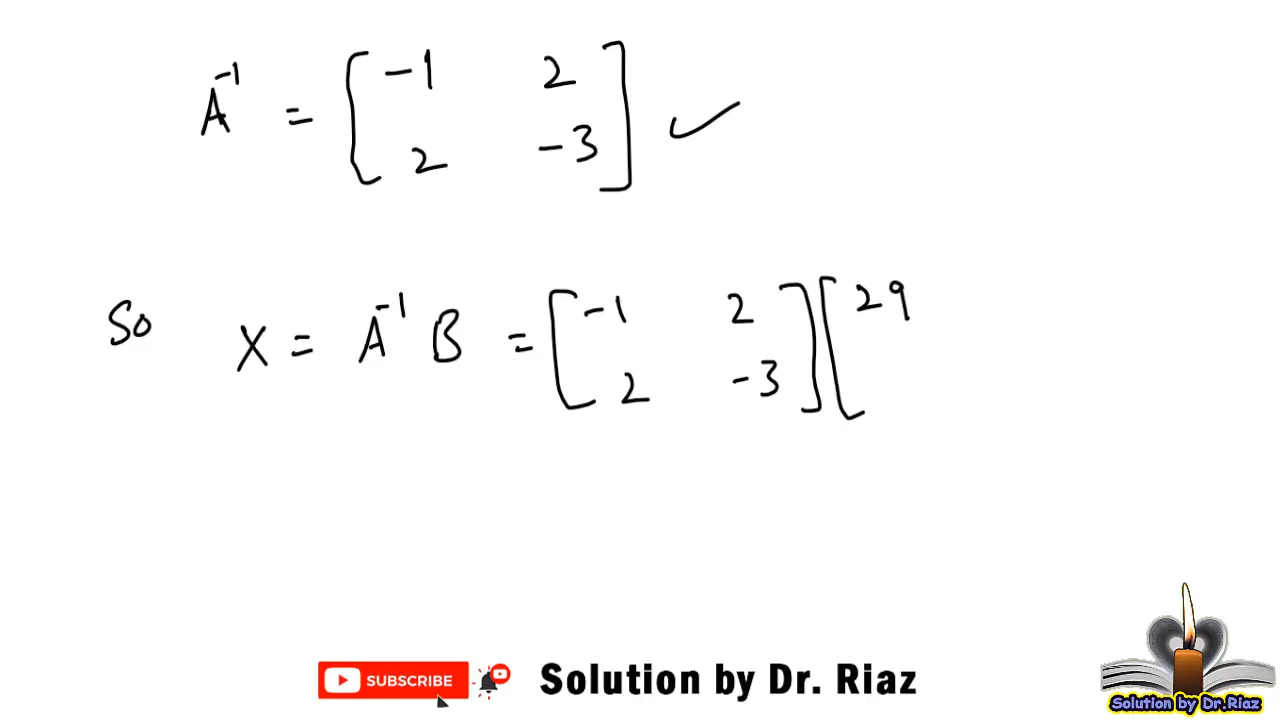 A⁻¹ = [ -1 2
2 -3 ] ✓
So X = A⁻¹ B = [ -1 2 ] [ 29
2 -3
SUBSCRIBE Solution by Dr. Riaz
Solution by Dr.Riaz